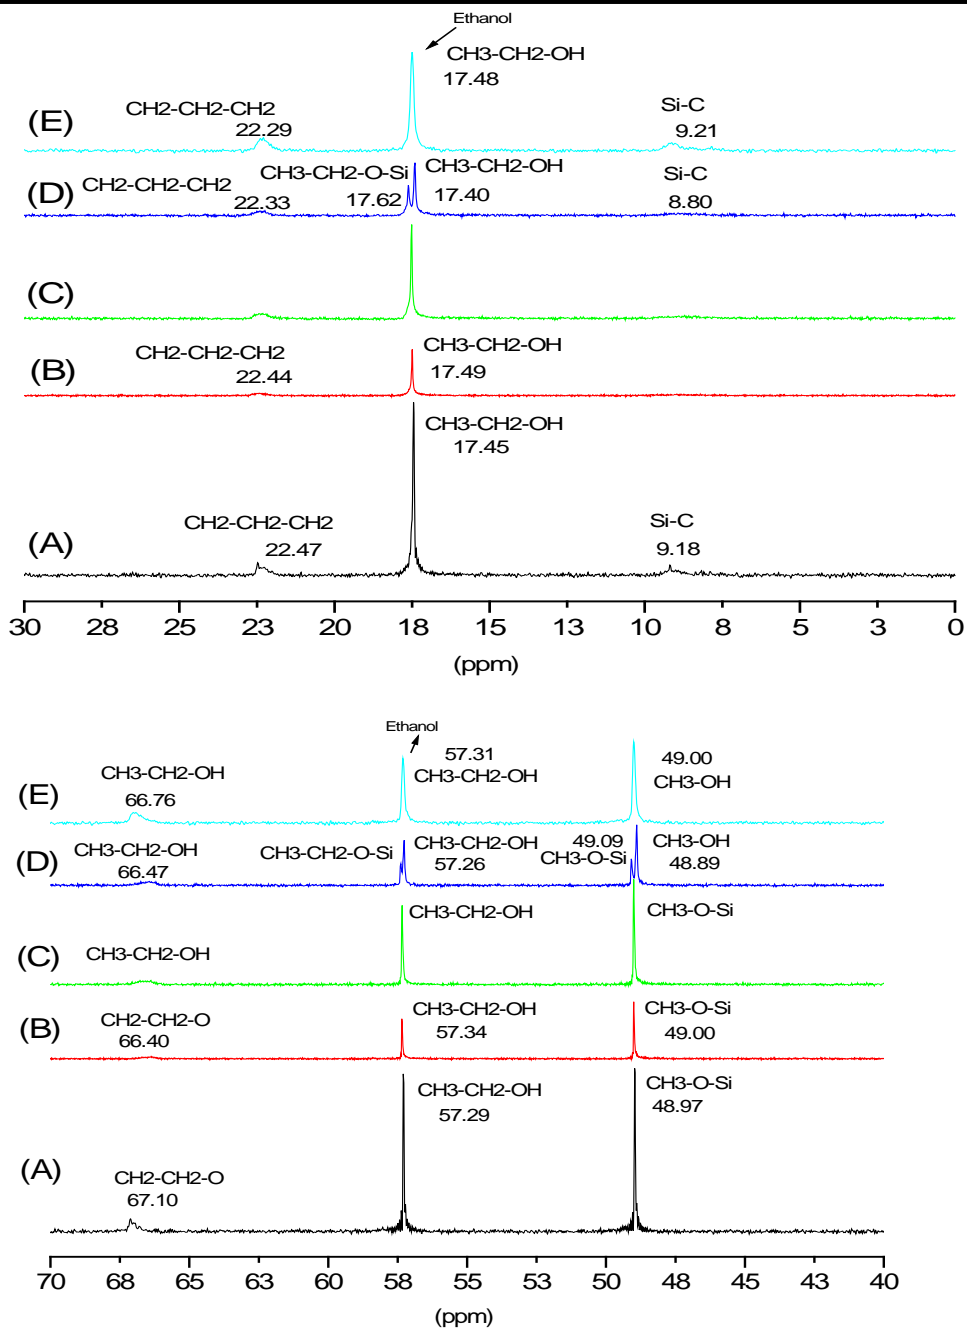 Ethanol
CH3-CH2-OH
17.48
CH2-CH2-CH2
22.29
Si-C
9.21
(E)
CH2-CH2-CH2
22.33
CH3-CH2-O-Si
17.62
CH3-CH2-OH
17.40
Si-C
8.80
(D)
(C)
CH2-CH2-CH2
22.44
CH3-CH2-OH
17.49
(B)
CH3-CH2-OH
17.45
CH2-CH2-CH2
22.47
Si-C
9.18
(A)
30 28 25 23 20 18 15 13 10 8 5 3 0
(ppm)
Ethanol
CH3-CH2-OH
66.76
57.31
CH3-CH2-OH
49.00
CH3-OH
(E)
CH3-CH2-OH
66.47
CH3-CH2-O-Si
CH3-CH2-OH
57.26
49.09
CH3-O-Si
CH3-OH
48.89
(D)
CH3-CH2-OH
CH3-CH2-OH
CH3-O-Si
(C)
CH2-CH2-O
66.40
CH3-CH2-OH
57.34
CH3-O-Si
49.00
(B)
CH3-CH2-OH
57.29
CH3-O-Si
48.97
CH2-CH2-O
67.10
(A)
70 68 65 63 60 58 55 53 50 48 45 43 40
(ppm)